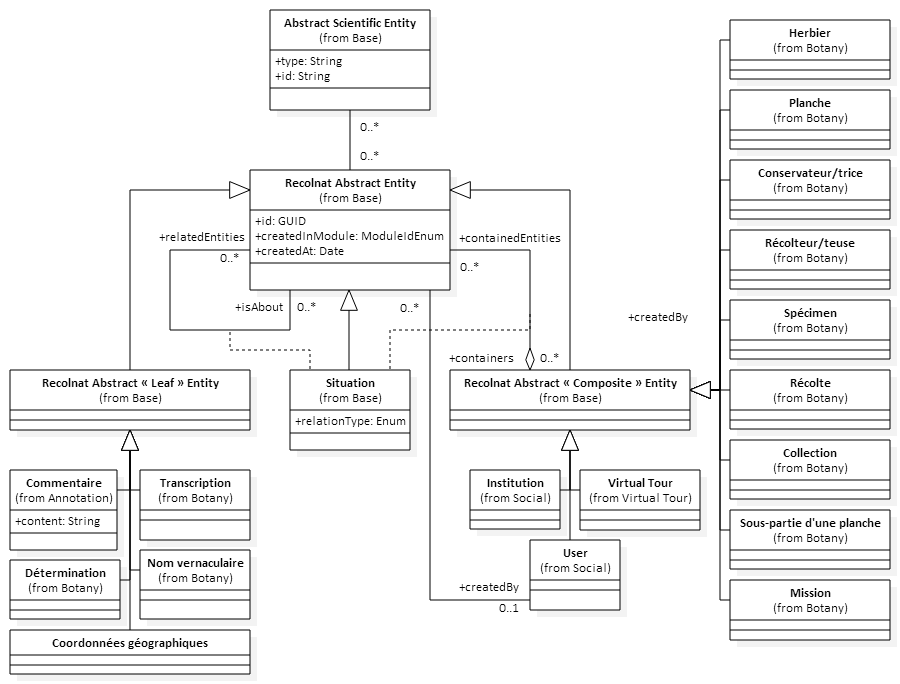 Abstract Scientific Entity
(from Base)
+type: String
+id: String
0..*
0..*
Recolnat Abstract Entity
(from Base)
+id: GUID
+createdInModule: ModuleIdEnum
+createdAt: Date
+relatedEntities
0..*
+containedEntities
0..*
+isAbout
0..*
0..*
+containers
0..*
Recolnat Abstract « Leaf » Entity
(from Base)
Situation
(from Base)
+relationType: Enum
Recolnat Abstract « Composite » Entity
(from Base)
Commentaire
(from Annotation)
+content: String
Transcription
(from Botany)
Détermination
(from Botany)
Nom vernaculaire
(from Botany)
Coordonnées géographiques
Institution
(from Social)
Virtual Tour
(from Virtual Tour)
User
(from Social)
+createdBy
0..1
+createdBy
Herbier
(from Botany)
Planche
(from Botany)
Conservateur/trice
(from Botany)
Récolteur/teuse
(from Botany)
Spécimen
(from Botany)
Récolte
(from Botany)
Collection
(from Botany)
Sous-partie d'une planche
(from Botany)
Mission
(from Botany)